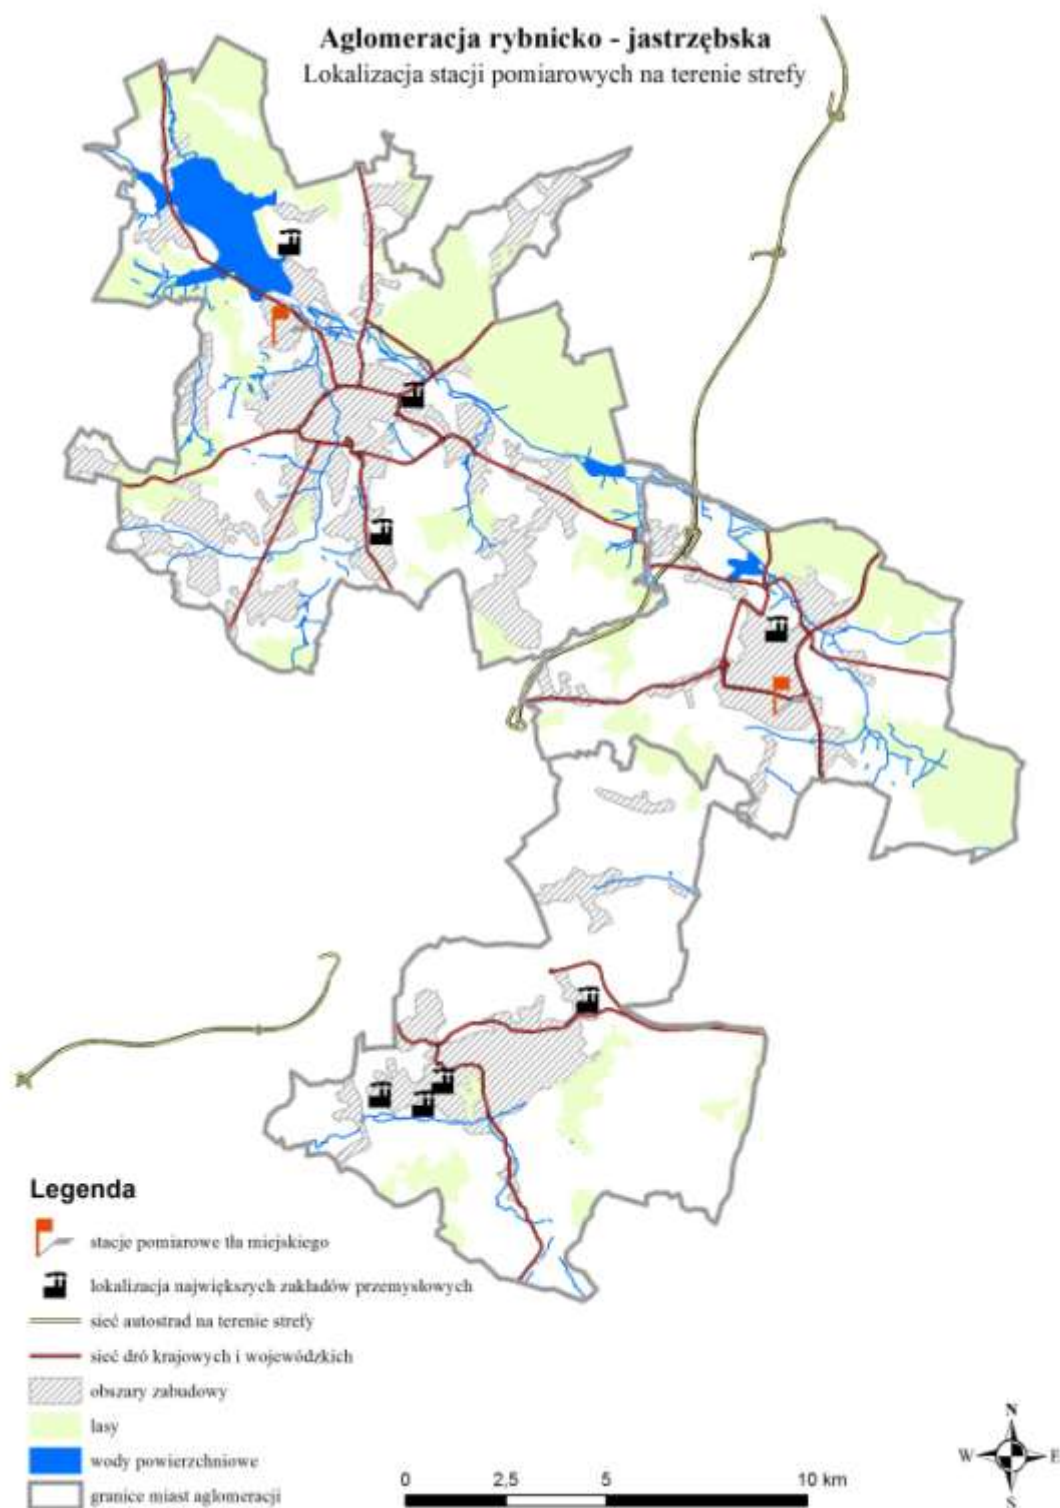 Aglomeracja rybnicko - jastrzębska
Lokalizacja stacji pomiarowych na terenie strefy
Legenda
stacje pomiarowe tła miejskiego
lokalizacja największych zakładów przemysłowych
sieć autostrad na terenie strefy
sieć dró krajowych i wojewódzkich
obszary zabudowy
lasy
wody powierzchniowe
granice miast aglomeracji
0 2,5 5 10 km
N
W E
S